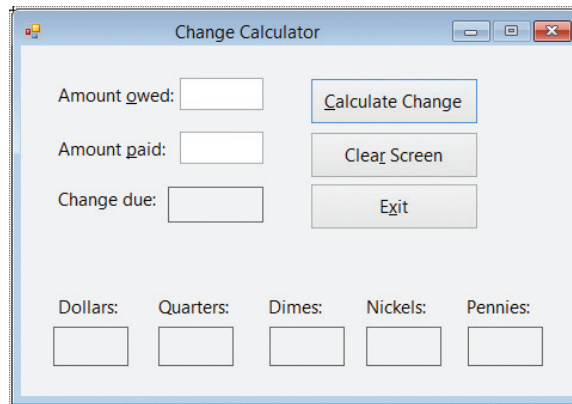 Change Calculator
Amount owed:
Calculate Change
Amount paid:
Clear Screen
Change due:
Exit
Dollars: Quarters: Dimes: Nickels: Pennies: